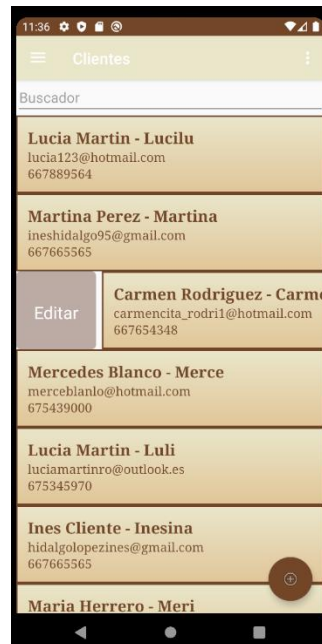 11:36
Clientes
Buscador
Lucia Martin - Lucilu
lucia123@hotmail.com
667889564
Martina Perez - Martina
ineshidalgo95@gmail.com
667665565
Editar
Carmen Rodriguez - Carme
carmencita_rodri1@hotmail.com
667654348
Mercedes Blanco - Merce
merceblanlo@hotmail.com
675439000
Lucia Martin - Luli
luciamartinro@outlook.es
675345970
Ines Cliente - Inesina
hidalgolopezines@gmail.com
667665565
Maria Herrero - Meri